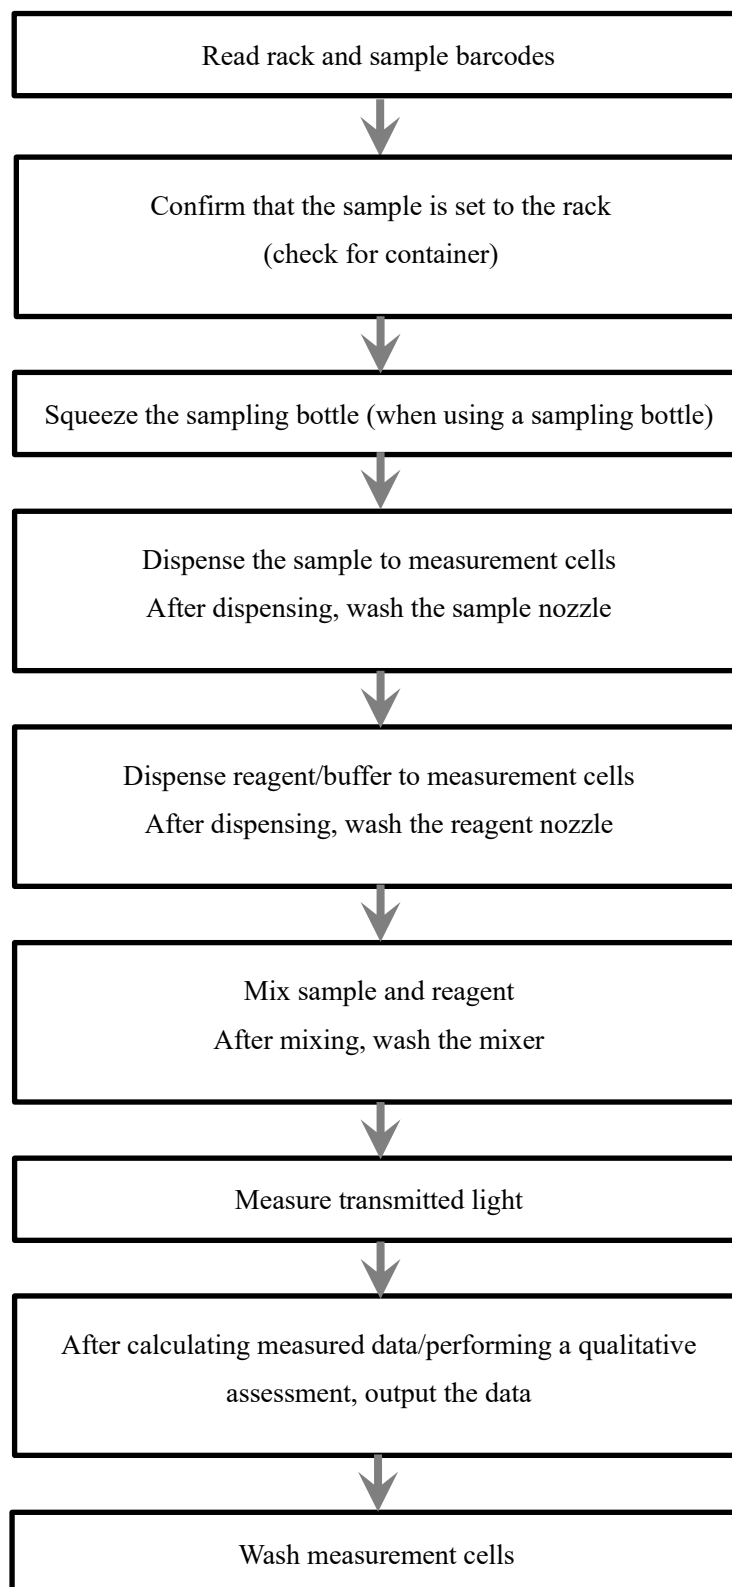 Read rack and sample barcodes
Confirm that the sample is set to the rack
(check for container)
Squeeze the sampling bottle (when using a sampling bottle)
Dispense the sample to measurement cells
After dispensing, wash the sample nozzle
Dispense reagent/buffer to measurement cells
After dispensing, wash the reagent nozzle
Mix sample and reagent
After mixing, wash the mixer
Measure transmitted light
After calculating measured data/performing a qualitative
assessment, output the data
Wash measurement cells